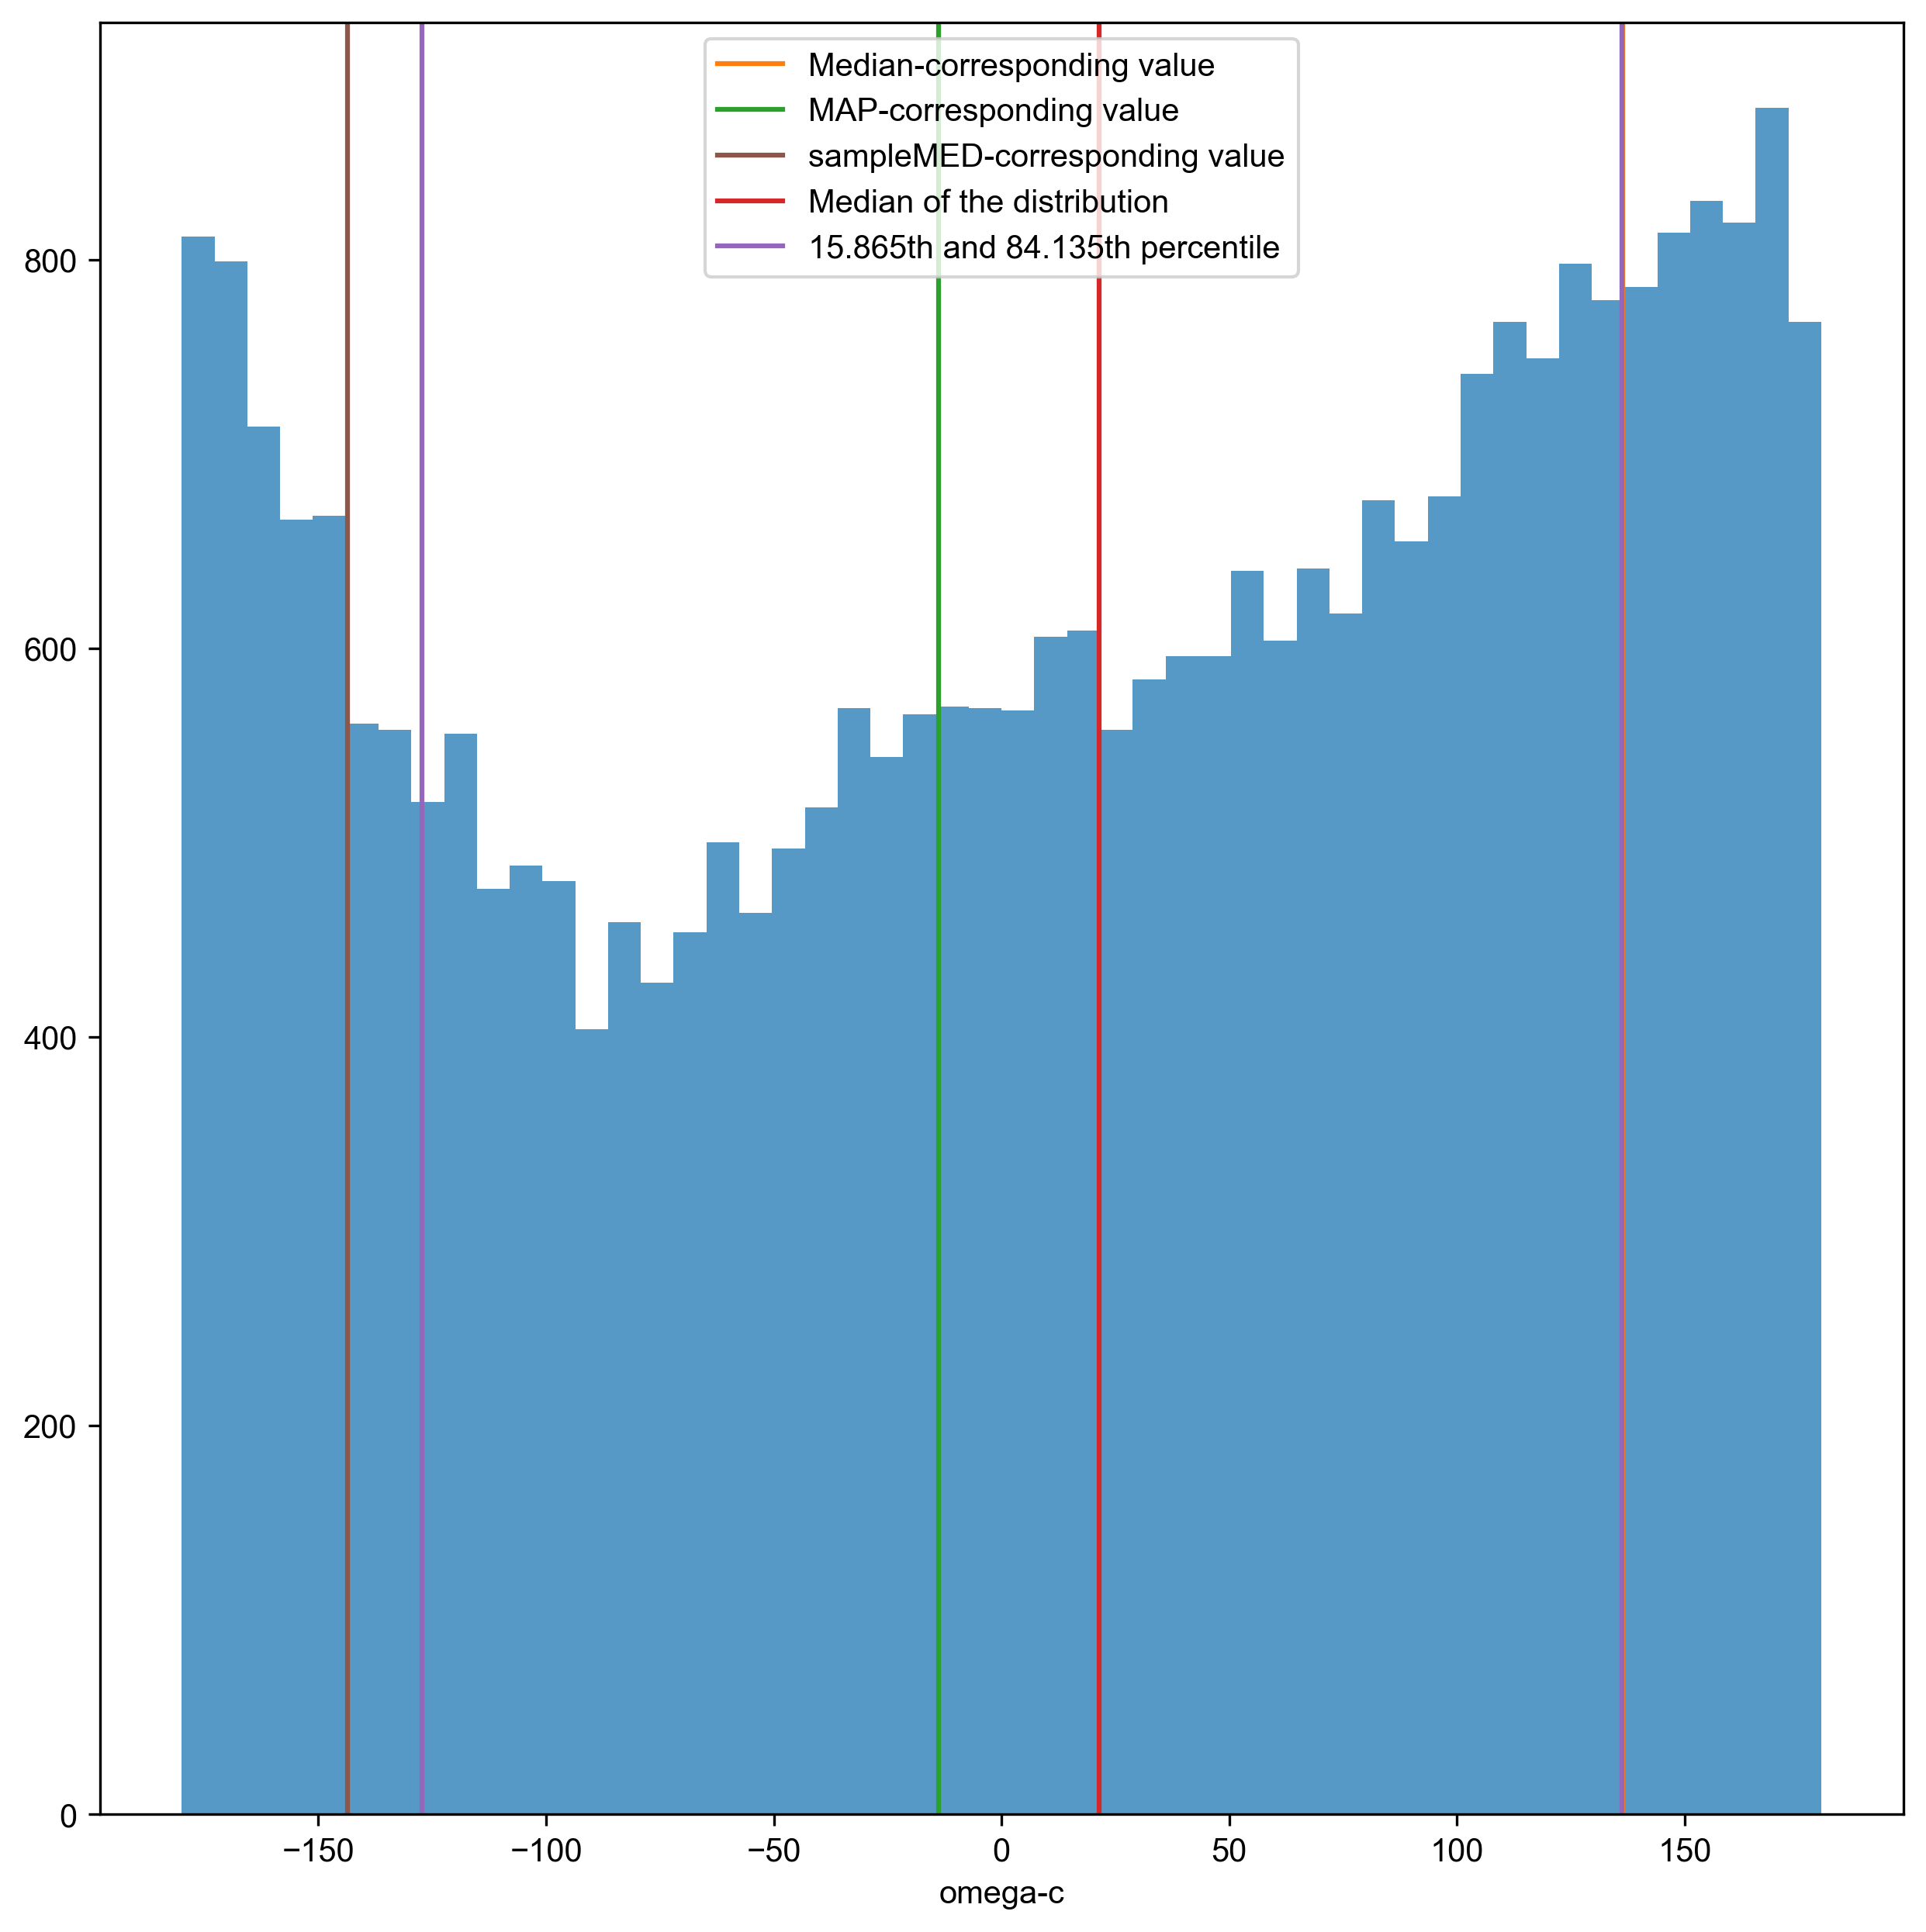 Median-corresponding value
MAP-corresponding value
sampleMED-corresponding value
Median of the distribution
15.865th and 84.135th percentile
800
600
400
200
0
−150 −100 −50 0 50 100 150
omega-c